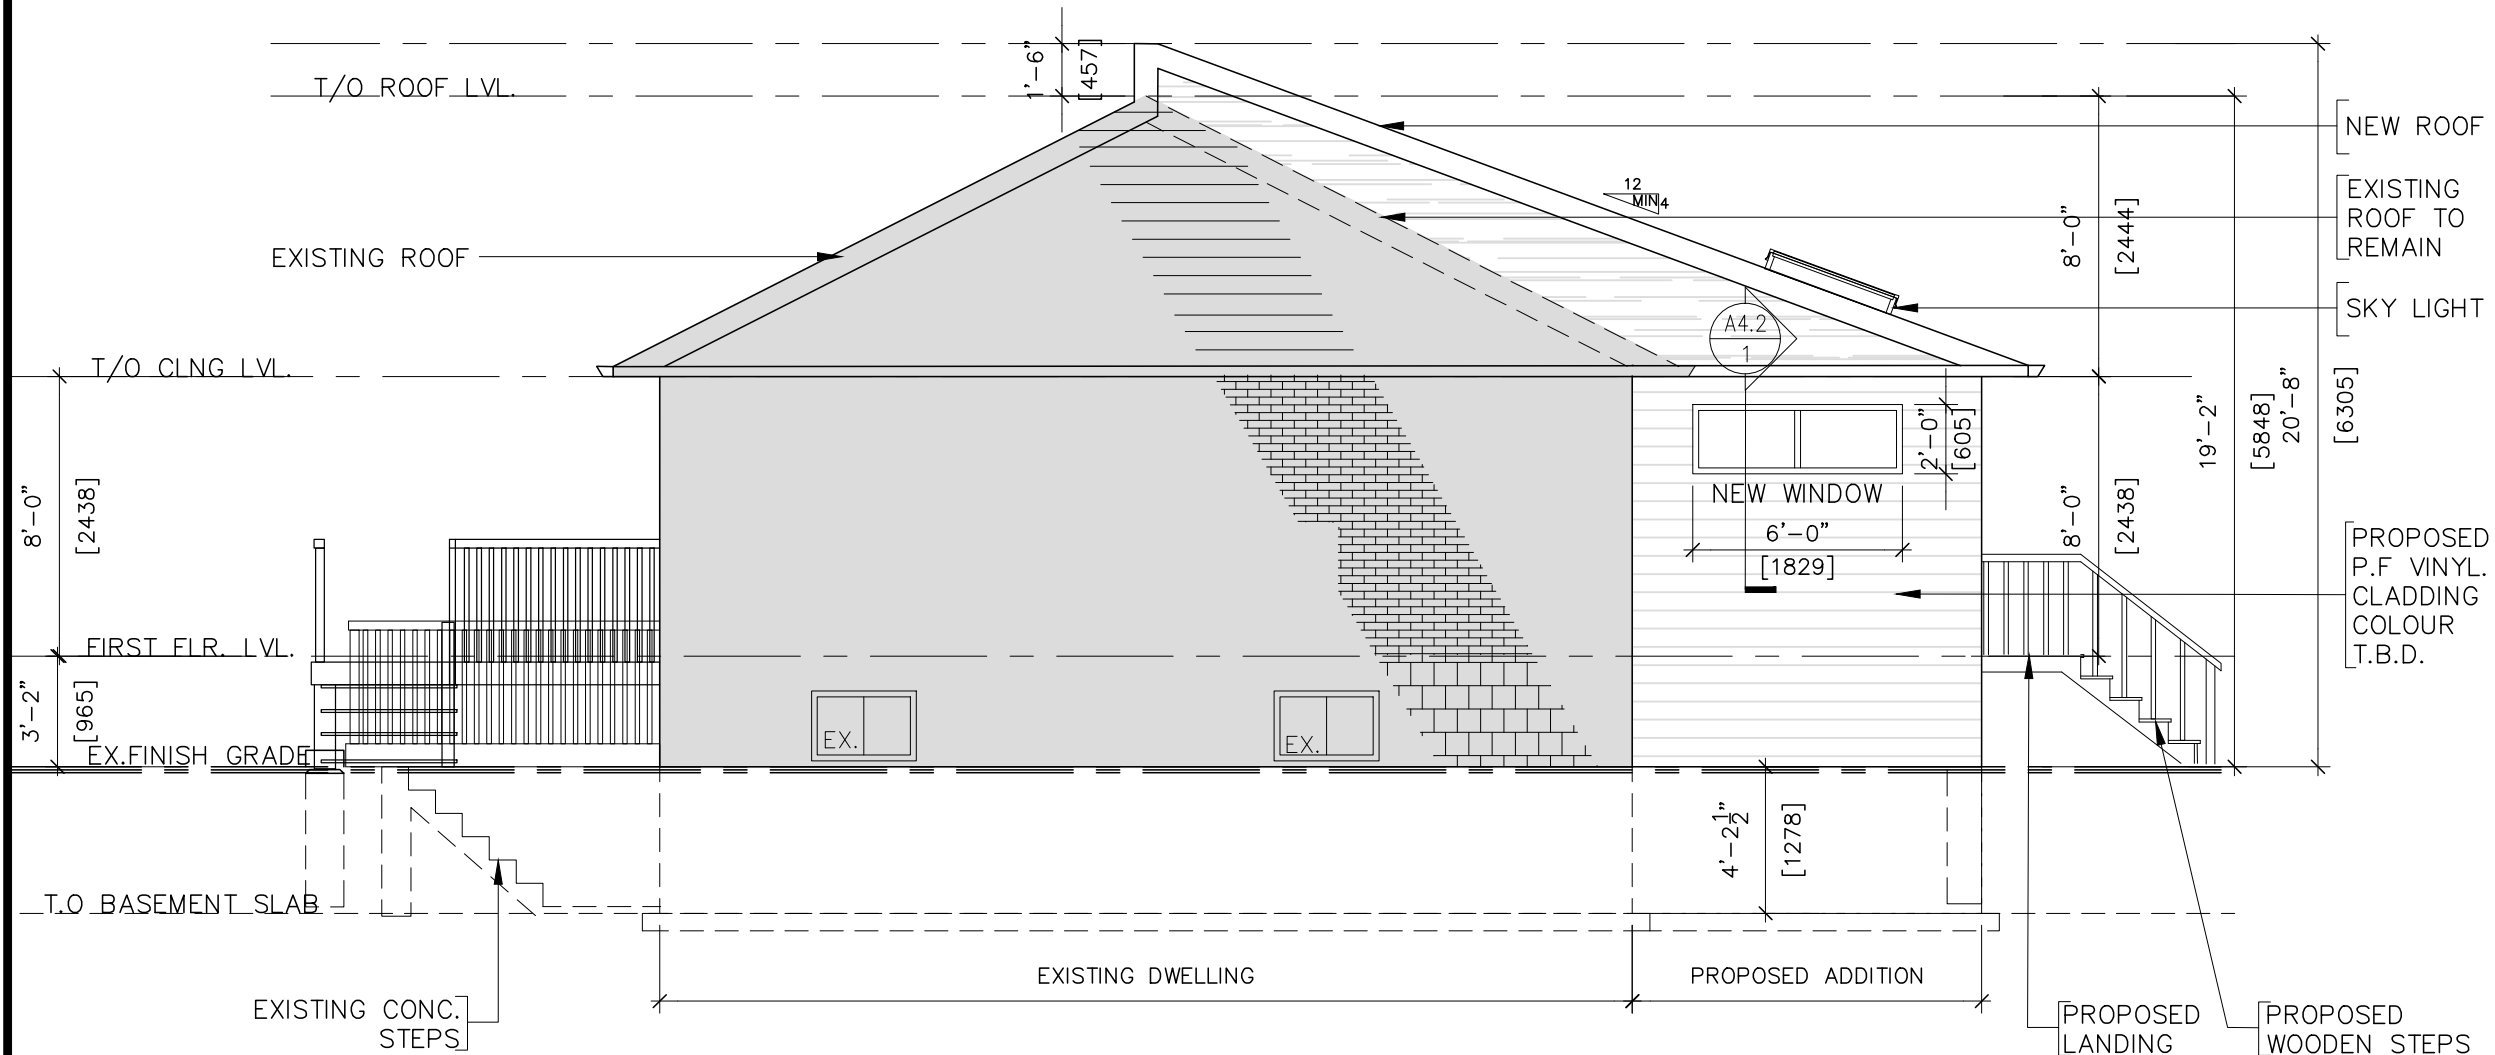 1'-6"
[457]
T/O ROOF LVL.
NEW ROOF
EXISTING
ROOF TO
REMAIN
12
MIN 4
8'-0"
[2444]
EXISTING ROOF
SKY LIGHT
A4.2
1
T/O CLNG LVL.
19'-2"
[5848]
20'-8"
[6305]
2'-0"
[605]
8'-0"
[2438]
NEW WINDOW
6'-0"
[1829]
8'-0"
[2438]
PROPOSED
P.F VINYL.
CLADDING
COLOUR
T.B.D.
FIRST FLR. LVL.
3'-2"
[965]
EX.
EX.
EX.FINISH GRADE
4'-2 1/2"
[1278]
T.O BASEMENT SLAB
EXISTING DWELLING
PROPOSED ADDITION
EXISTING CONC.
STEPS
PROPOSED
LANDING
PROPOSED
WOODEN STEPS